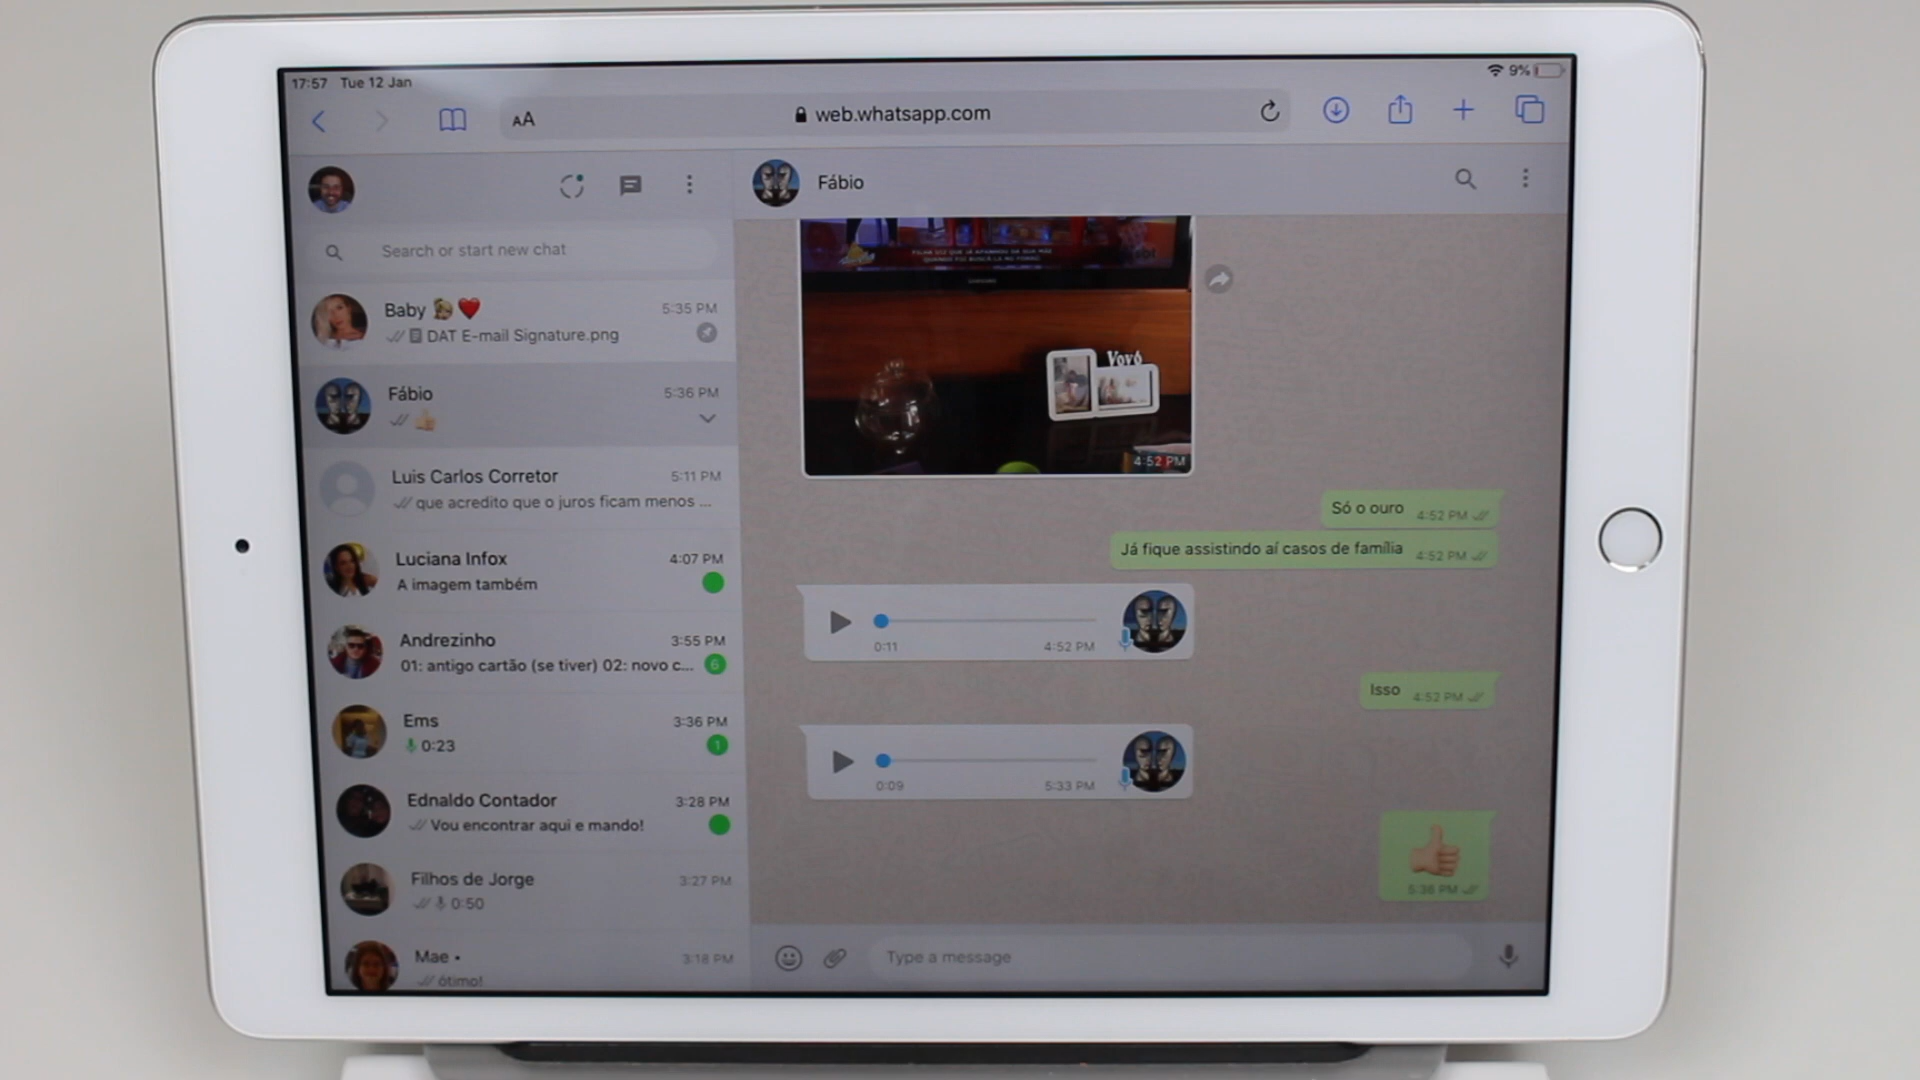 17:57 Tue 12 Jan
9%
AA
web.whatsapp.com
Fábio
Search or start new chat
Baby 5:35 PM
DAT E-mail Signature.png
Fábio 5:36 PM
Luis Carlos Corretor 5:11 PM
que acredito que o juros ficam menos ...
Luciana Infox 4:07 PM
A imagem também
Andrezinho 3:55 PM
01: antigo cartão (se tiver) 02: novo c... 6
Ems 3:36 PM
0:23 1
Ednaldo Contador 3:28 PM
Vou encontrar aqui e mando!
Filhos de Jorge 3:27 PM
0:50
Mae • 3:18 PM
ótimo!
SAMSUNG
Vovó
4:52 PM
Só o ouro 4:52 PM
Já fique assistindo aí casos de família 4:52 PM
0:11 4:52 PM
Isso 4:52 PM
0:09 5:33 PM
5:36 PM
Type a message